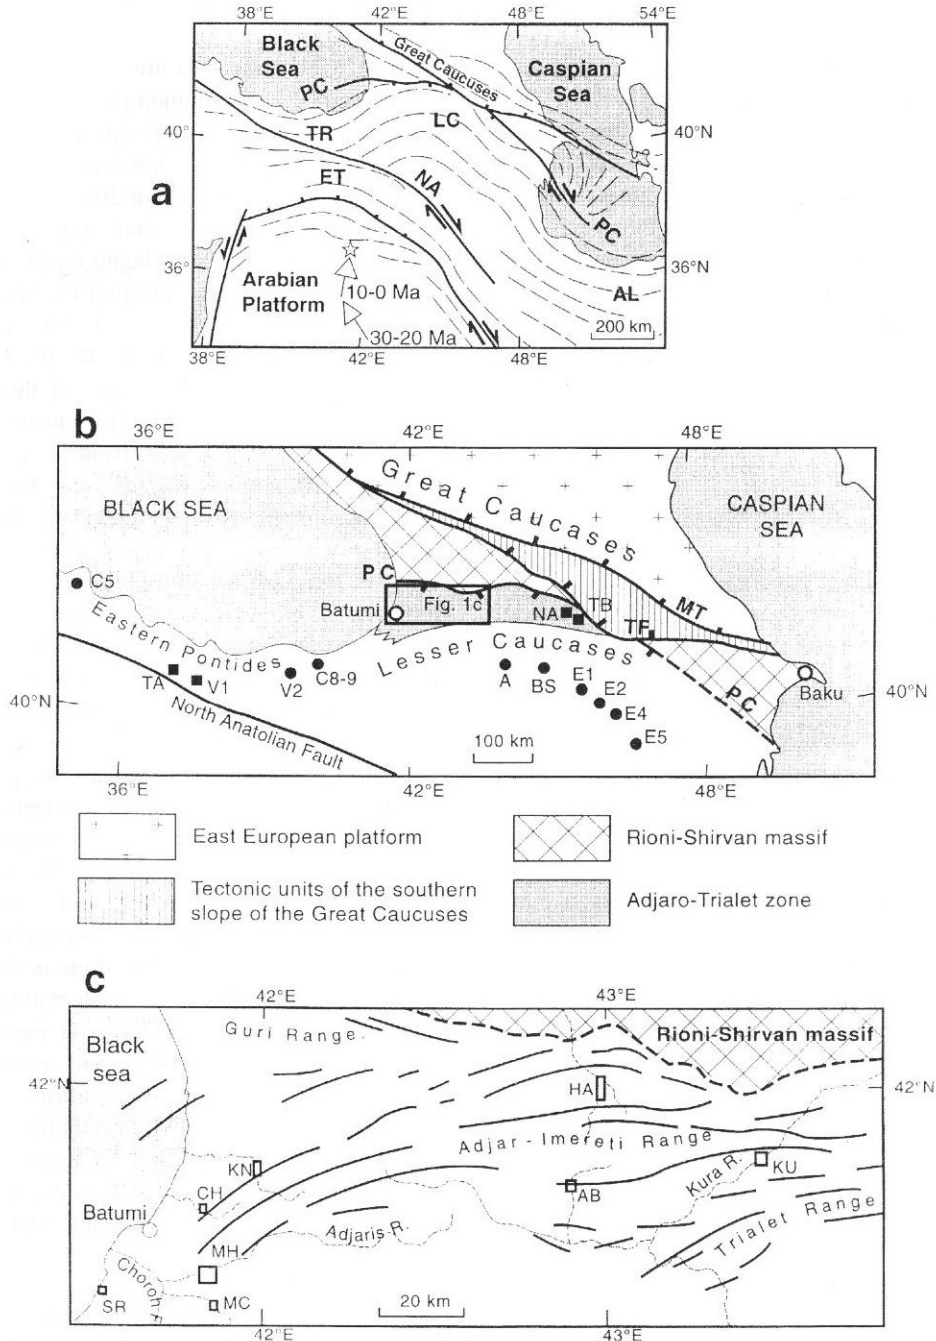 38°E 42°E 48°E 54°E
Black
Sea
Great Caucuses
Caspian
Sea
PC
LC
40°
40°N
TR
ET
NA
a
PC
36°
36°N
Arabian
Platform
10-0 Ma
AL
30-20 Ma
200 km
38°E 42°E 48°E
b
36°E 42°E 48°E
BLACK SEA
Great Caucases
CASPIAN
SEA
PC
C5
Batumi
Fig. 1c
NA
TB
MT
TF
Eastern Pontides
Lesser Caucases
TA
V1
V2
C8-9
A
BS
E1
E2
E4
E5
PC
Baku
40°N
40°N
North Anatolian Fault
100 km
36°E 42°E 48°E
East European platform
Rioni-Shirvan massif
Tectonic units of the southern
slope of the Great Caucuses
Adjaro-Trialet zone
c
42°E 43°E
Guri Range.
Black
sea
Rioni-Shirvan massif
42°N
42°N
HA
Adjar-Imereti Range
KN
Kura R.
KU
CH
AB
Batumi
Adjaris R.
Trialet Range
MH
Choroh
SR
MC
20 km
42°E 43°E